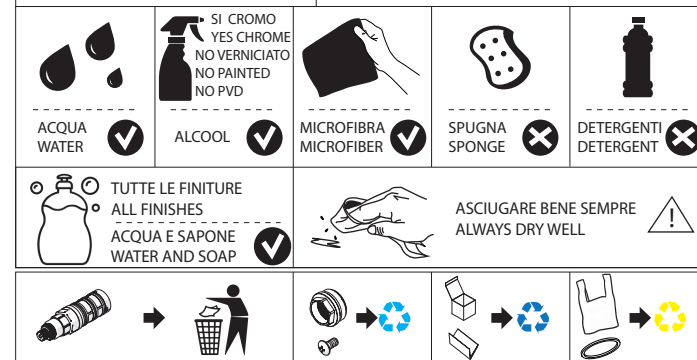 SI CROMO
YES CHROME
NO VERNICIATO
NO PAINTED
NO PVD
ACQUA
WATER
ALCOOL
MICROFIBRA
MICROFIBER
SPUGNA
SPONGE
DETERGENTI
DETERGENT
TUTTE LE FINITURE
ALL FINISHES
ACQUA E SAPONE
WATER AND SOAP
ASCIUGARE BENE SEMPRE
ALWAYS DRY WELL
!